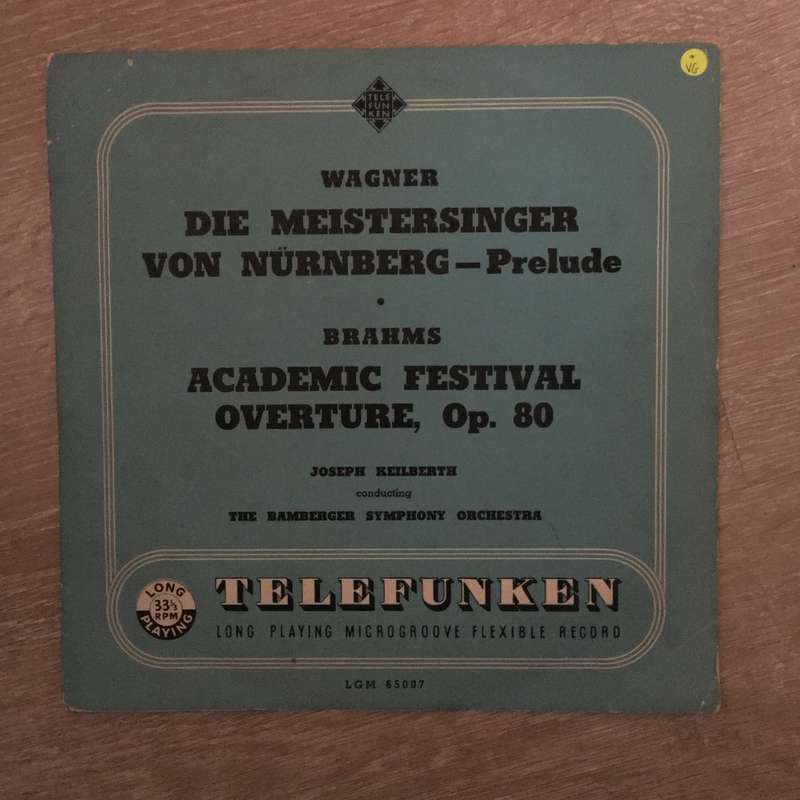 VG
TELE
FUN
KEN
WAGNER
DIE MEISTERSINGER
VON NÜRNBERG — Prelude
•
BRAHMS
ACADEMIC FESTIVAL
OVERTURE, Op. 80
JOSEPH KEILBERTH
conducting
THE BAMBERGER SYMPHONY ORCHESTRA
LONG
33⅓
RPM
PLAYING
TELEFUNKEN
LONG PLAYING MICROGROOVE FLEXIBLE RECORD
LGM 65007